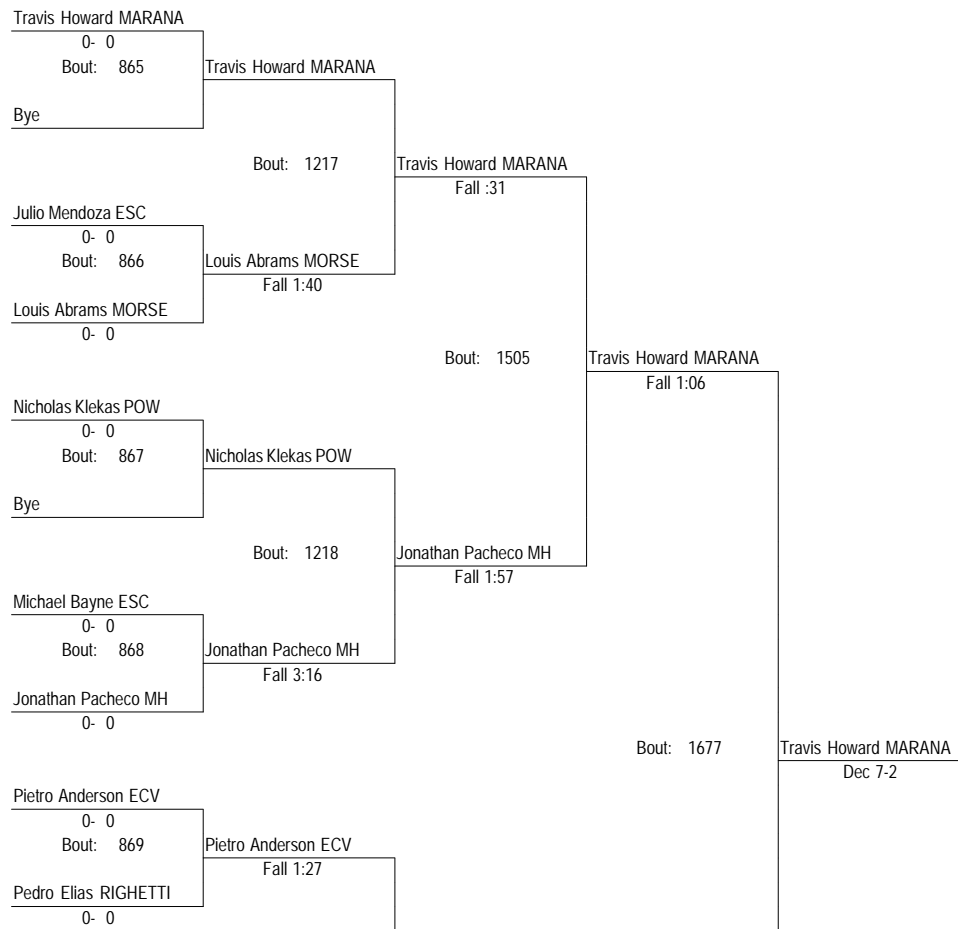 Travis Howard MARANA
0- 0
Bout: 865
Travis Howard MARANA
Bye
Bout: 1217
Travis Howard MARANA
Fall :31
Julio Mendoza ESC
0- 0
Bout: 866
Louis Abrams MORSE
Fall 1:40
Louis Abrams MORSE
0- 0
Bout: 1505
Travis Howard MARANA
Fall 1:06
Nicholas Klekas POW
0- 0
Bout: 867
Nicholas Klekas POW
Bye
Bout: 1218
Jonathan Pacheco MH
Fall 1:57
Michael Bayne ESC
0- 0
Bout: 868
Jonathan Pacheco MH
Fall 3:16
Jonathan Pacheco MH
0- 0
Bout: 1677
Travis Howard MARANA
Dec 7-2
Pietro Anderson ECV
0- 0
Bout: 869
Pietro Anderson ECV
Fall 1:27
Pedro Elias RIGHETTI
0- 0